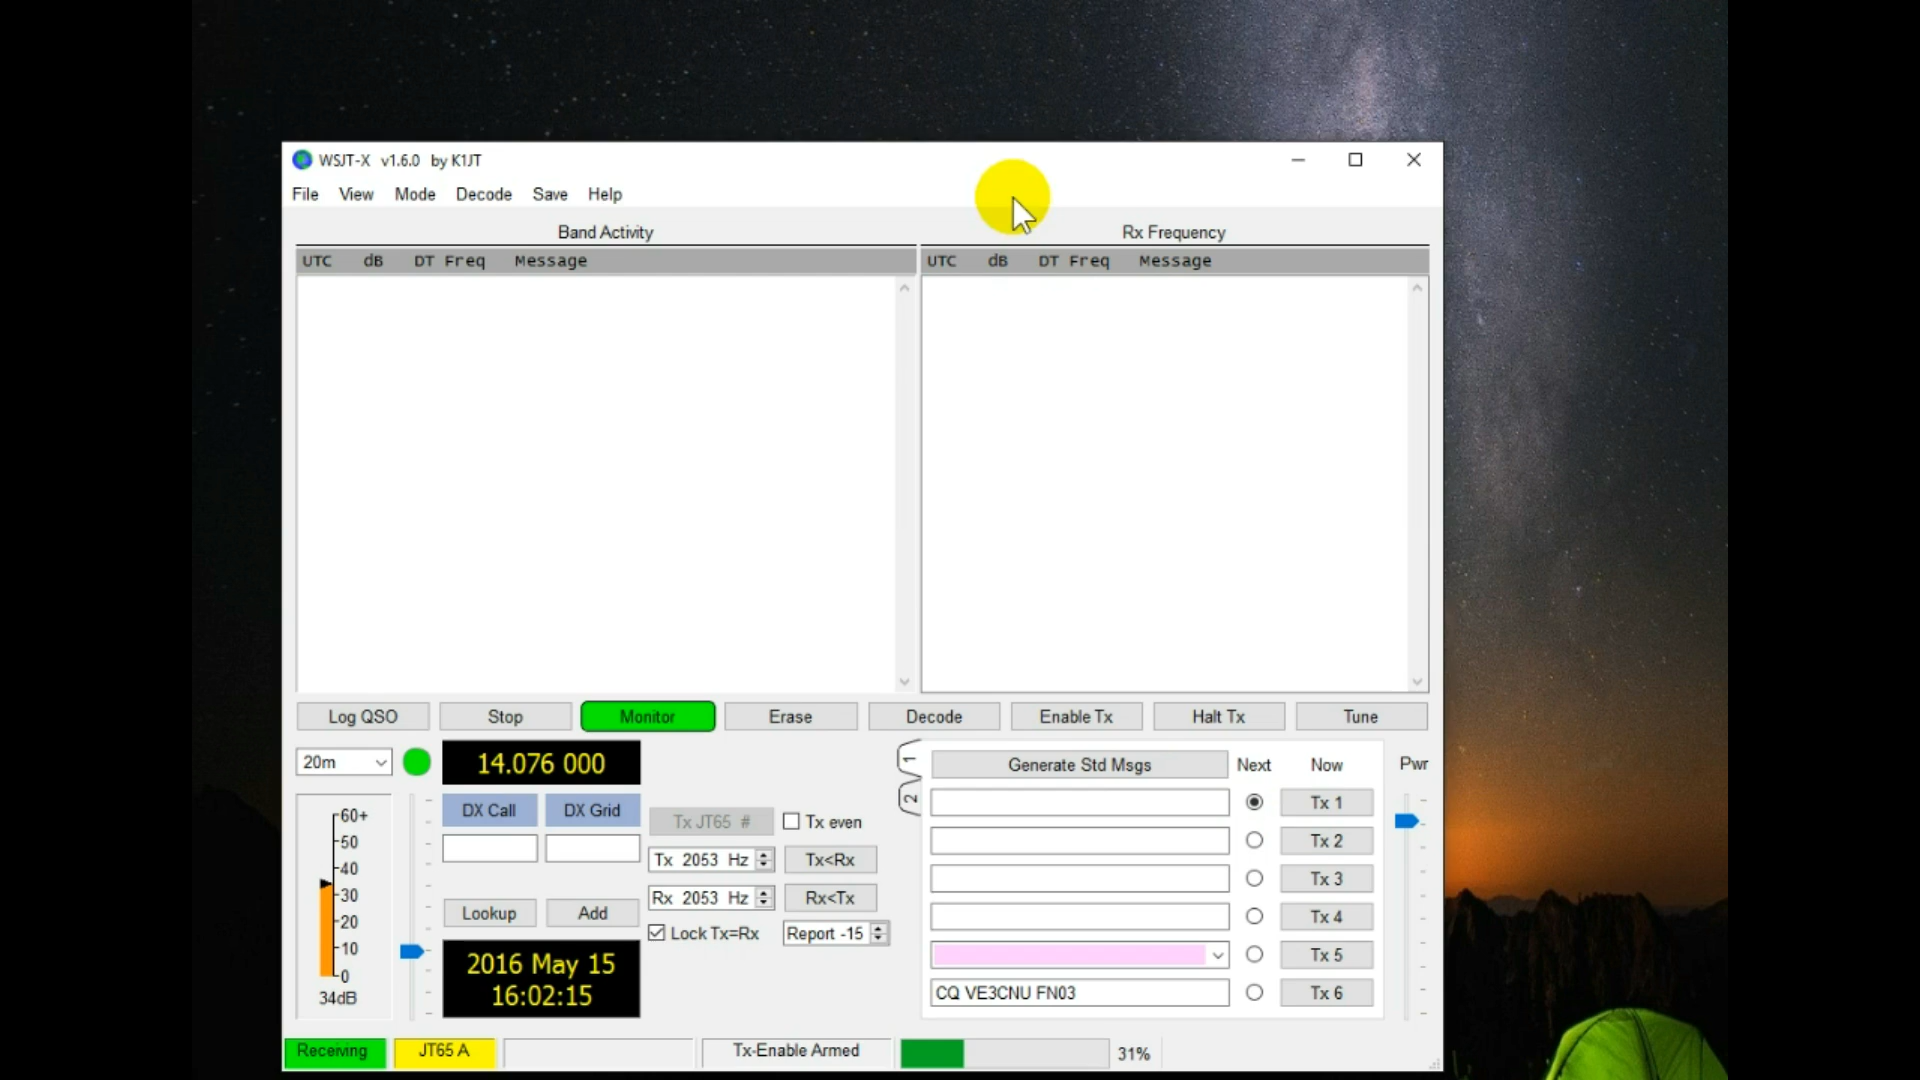 WSJT-X v1.6.0 by K1JT
File View Mode Decode Save Help
Band Activity
Rx Frequency
UTC dB DT Freq Message
UTC dB DT Freq Message
Log QSO Stop Monitor Erase Decode Enable Tx Halt Tx Tune
20m
14.076 000
DX Call DX Grid
Lookup Add
2016 May 15
16:02:15
60+
50
40
30
20
10
0
34dB
Tx JT65 #
Tx even
Tx 2053 Hz
Tx<Rx
Rx 2053 Hz
Rx<Tx
Lock Tx=Rx
Report -15
1
2
Generate Std Msgs Next Now Pwr
Tx 1
Tx 2
Tx 3
Tx 4
Tx 5
CQ VE3CNU FN03 Tx 6
Receiving JT65 A Tx-Enable Armed 31%